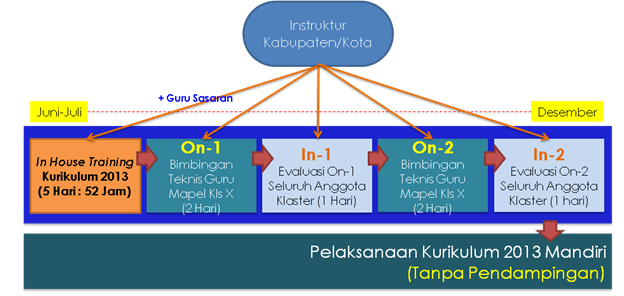 Instruktur
Kabupaten/Kota
+ Guru Sasaran
Juni-Juli
Desember
In House Training
Kurikulum 2013
(5 Hari : 52 Jam)
On-1
Bimbingan
Teknis Guru
Mapel Kls X
(2 Hari)
In-1
Evaluasi On-1
Seluruh Anggota
Klaster (1 Hari)
On-2
Bimbingan
Teknis Guru
Mapel Kls X
(2 Hari)
In-2
Evaluasi On-2
Seluruh Anggota
Klaster (1 hari)
Pelaksanaan Kurikulum 2013 Mandiri
(Tanpa Pendampingan)